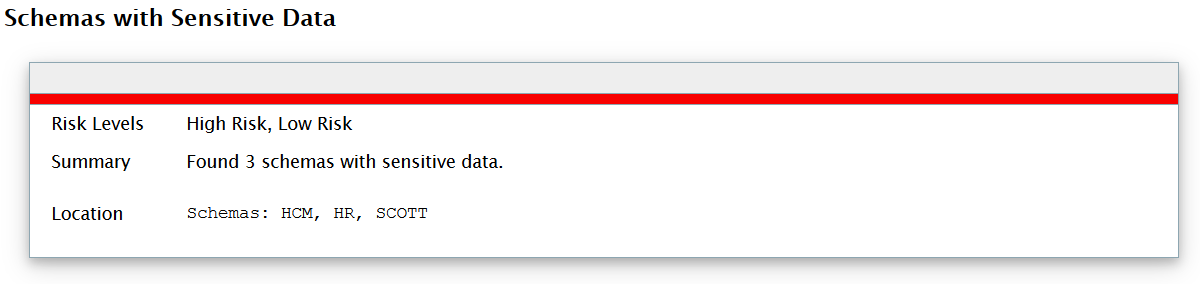 Schemas with Sensitive Data
Risk Levels High Risk, Low Risk
Summary Found 3 schemas with sensitive data.
Location Schemas: HCM, HR, SCOTT